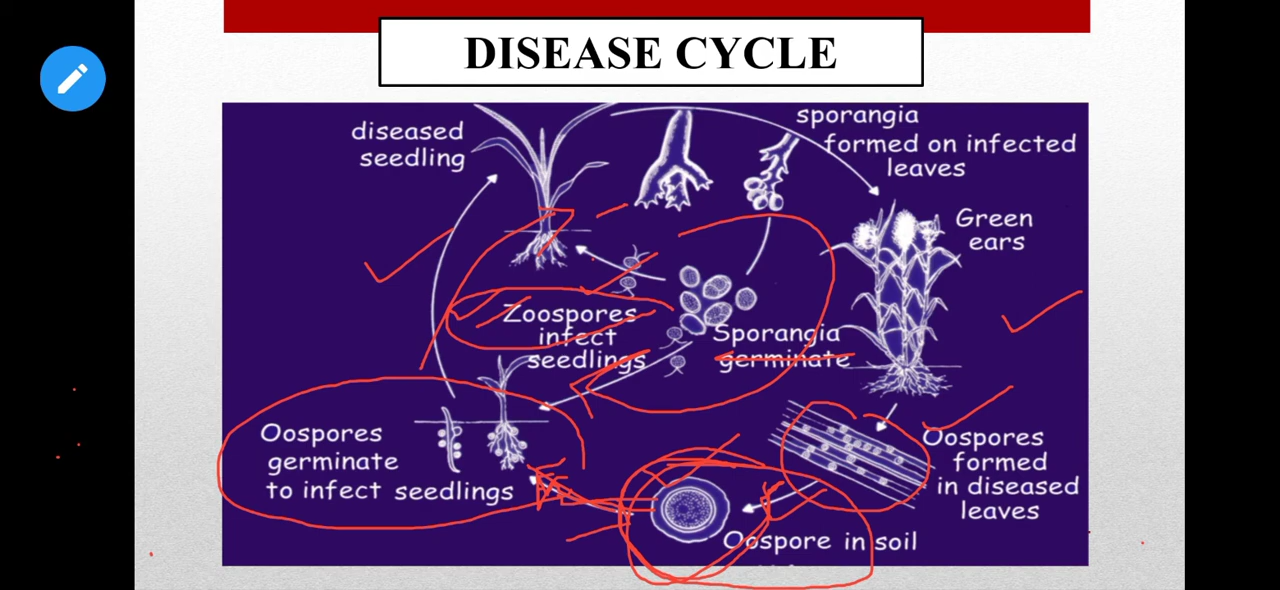 DISEASE CYCLE
diseased
seedling
sporangia
formed on infected
leaves
Green
ears
Zoospores
infect
seedlings
Sporangia
germinate
Oospores
germinate
to infect seedlings
Oospores
formed
in diseased
leaves
Oospore in soil